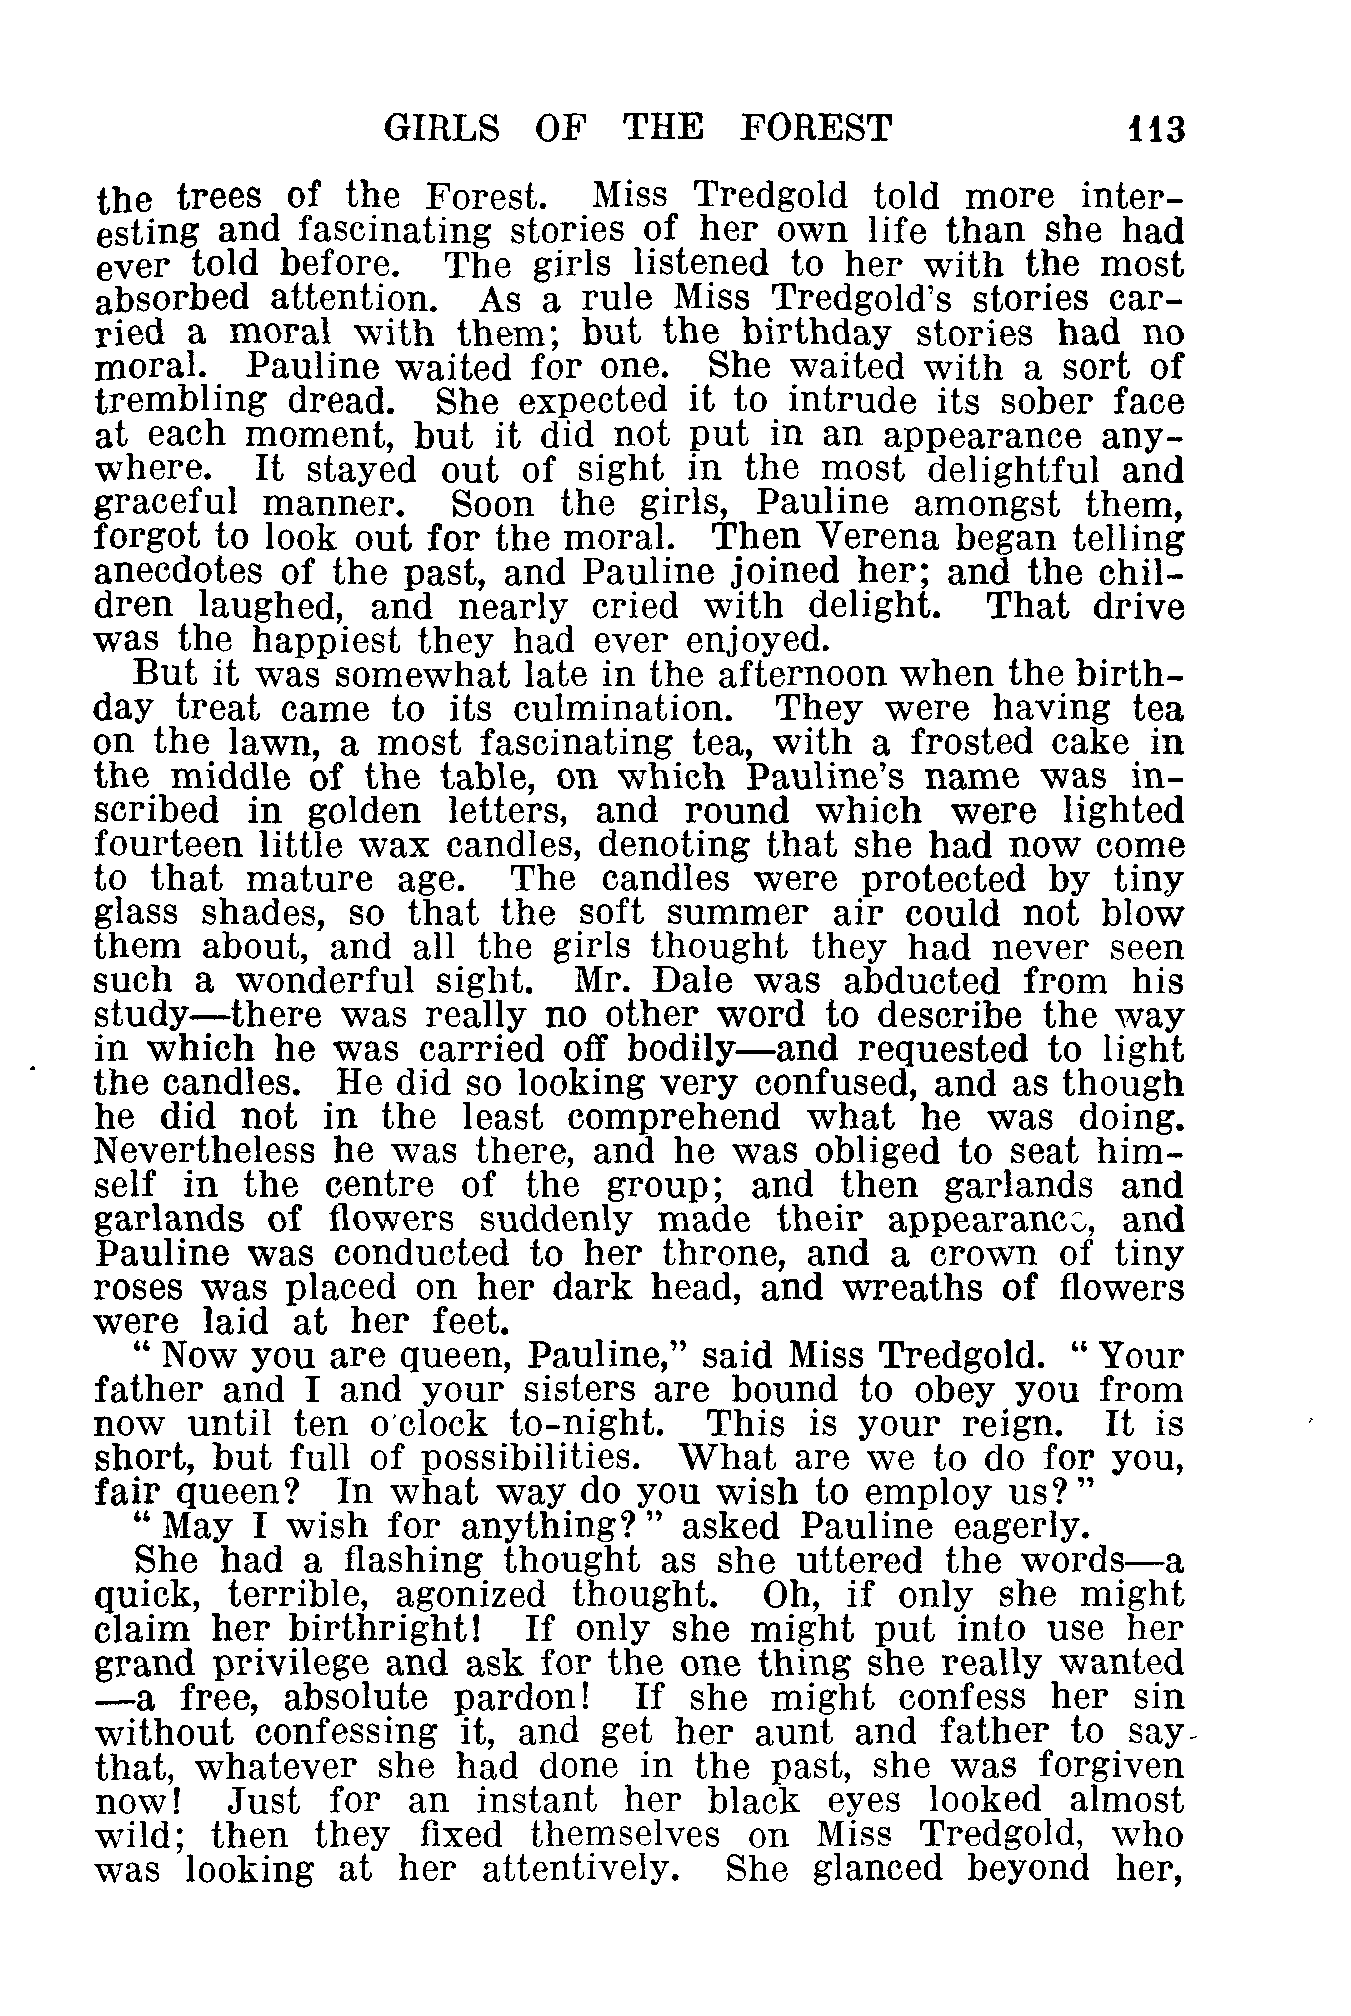 GIRLS OF THE FOREST 113
the trees of the Forest. Miss Tredgold told more inter-
esting and fascinating stories of her own life than she had
ever told before. The girls listened to her with the most
absorbed attention. As a rule Miss Tredgold's stories car-
ried a moral with them; but the birthday stories had no
moral. Pauline waited for one. She waited with a sort of
trembling dread. She expected it to intrude its sober face
at each moment, but it did not put in an appearance any-
where. It stayed out of sight in the most delightful and
graceful manner. Soon the girls, Pauline amongst them,
forgot to look out for the moral. Then Verena began telling
anecdotes of the past, and Pauline joined her; and the chil-
dren laughed, and nearly cried with delight. That drive
was the happiest they had ever enjoyed.
But it was somewhat late in the afternoon when the birth-
day treat came to its culmination. They were having tea
on the lawn, a most fascinating tea, with a frosted cake in
the middle of the table, on which Pauline's name was in-
scribed in golden letters, and round which were lighted
fourteen little wax candles, denoting that she had now come
to that mature age. The candles were protected by tiny
glass shades, so that the soft summer air could not blow
them about, and all the girls thought they had never seen
such a wonderful sight. Mr. Dale was abducted from his
study—there was really no other word to describe the way
in which he was carried off bodily—and requested to light
the candles. He did so looking very confused, and as though
he did not in the least comprehend what he was doing.
Nevertheless he was there, and he was obliged to seat him-
self in the centre of the group; and then garlands and
garlands of flowers suddenly made their appearance, and
Pauline was conducted to her throne, and a crown of tiny
roses was placed on her dark head, and wreaths of flowers
were laid at her feet.
“ Now you are queen, Pauline,” said Miss Tredgold. “ Your
father and I and your sisters are bound to obey you from
now until ten o'clock to-night. This is your reign. It is
short, but full of possibilities. What are we to do for you,
fair queen? In what way do you wish to employ us? ”
“ May I wish for anything? ” asked Pauline eagerly.
She had a flashing thought as she uttered the words—a
quick, terrible, agonized thought. Oh, if only she might
claim her birthright! If only she might put into use her
grand privilege and ask for the one thing she really wanted
—a free, absolute pardon! If she might confess her sin
without confessing it, and get her aunt and father to say
that, whatever she had done in the past, she was forgiven
now! Just for an instant her black eyes looked almost
wild; then they fixed themselves on Miss Tredgold, who
was looking at her attentively. She glanced beyond her,